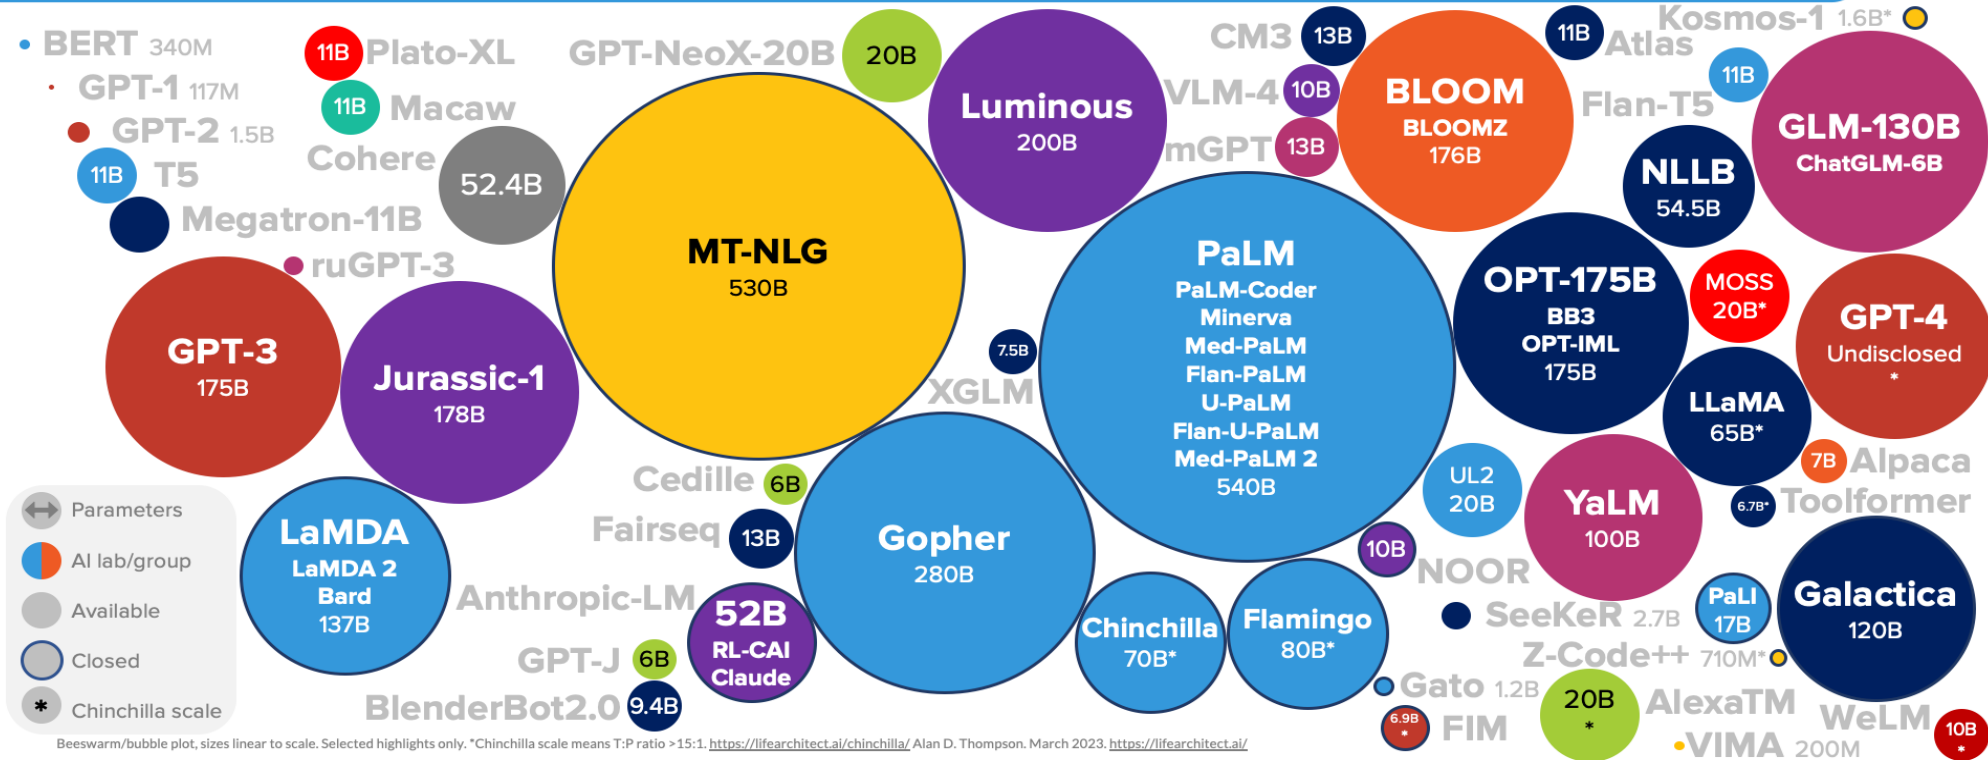 BERT 340M
GPT-1 117M
GPT-2 1.5B
11B T5
Megatron-11B
ruGPT-3
11B Plato-XL
11B Macaw
Cohere
52.4B
GPT-NeoX-20B 20B
GPT-3
175B
Jurassic-1
178B
MT-NLG
530B
Luminous
200B
CM3 13B
VLM-4 10B
mGPT 13B
BLOOM
BLOOMZ
176B
11B Atlas
Kosmos-1 1.6B*
11B
Flan-T5
NLLB
54.5B
GLM-130B
ChatGLM-6B
PaLM
PaLM-Coder
Minerva
Med-PaLM
Flan-PaLM
U-PaLM
Flan-U-PaLM
Med-PaLM 2
540B
OPT-175B
BB3
OPT-IML
175B
MOSS
20B*
GPT-4
Undisclosed
*
LLaMA
65B*
7B Alpaca
6.7B* Toolformer
7.5B
XGLM
UL2
20B
YaLM
100B
Cedille 6B
Fairseq 13B
Gopher
280B
Anthropic-LM
52B
RL-CAI
Claude
GPT-J 6B
BlenderBot2.0 9.4B
LaMDA
LaMDA 2
Bard
137B
Chinchilla
70B*
Flamingo
80B*
10B
NOOR
SeeKeR 2.7B
PaLI
17B
Galactica
120B
Z-Code++ 710M*
Gato 1.2B
6.9B
*
FIM
20B
*
AlexaTM
VIMA 200M
WeLM
10B
*
Parameters
AI lab/group
Available
Closed
* Chinchilla scale
Beeswarm/bubble plot, sizes linear to scale. Selected highlights only. *Chinchilla scale means T:P ratio >15:1. https://lifearchitect.ai/chinchilla/ Alan D. Thompson. March 2023. https://lifearchitect.ai/